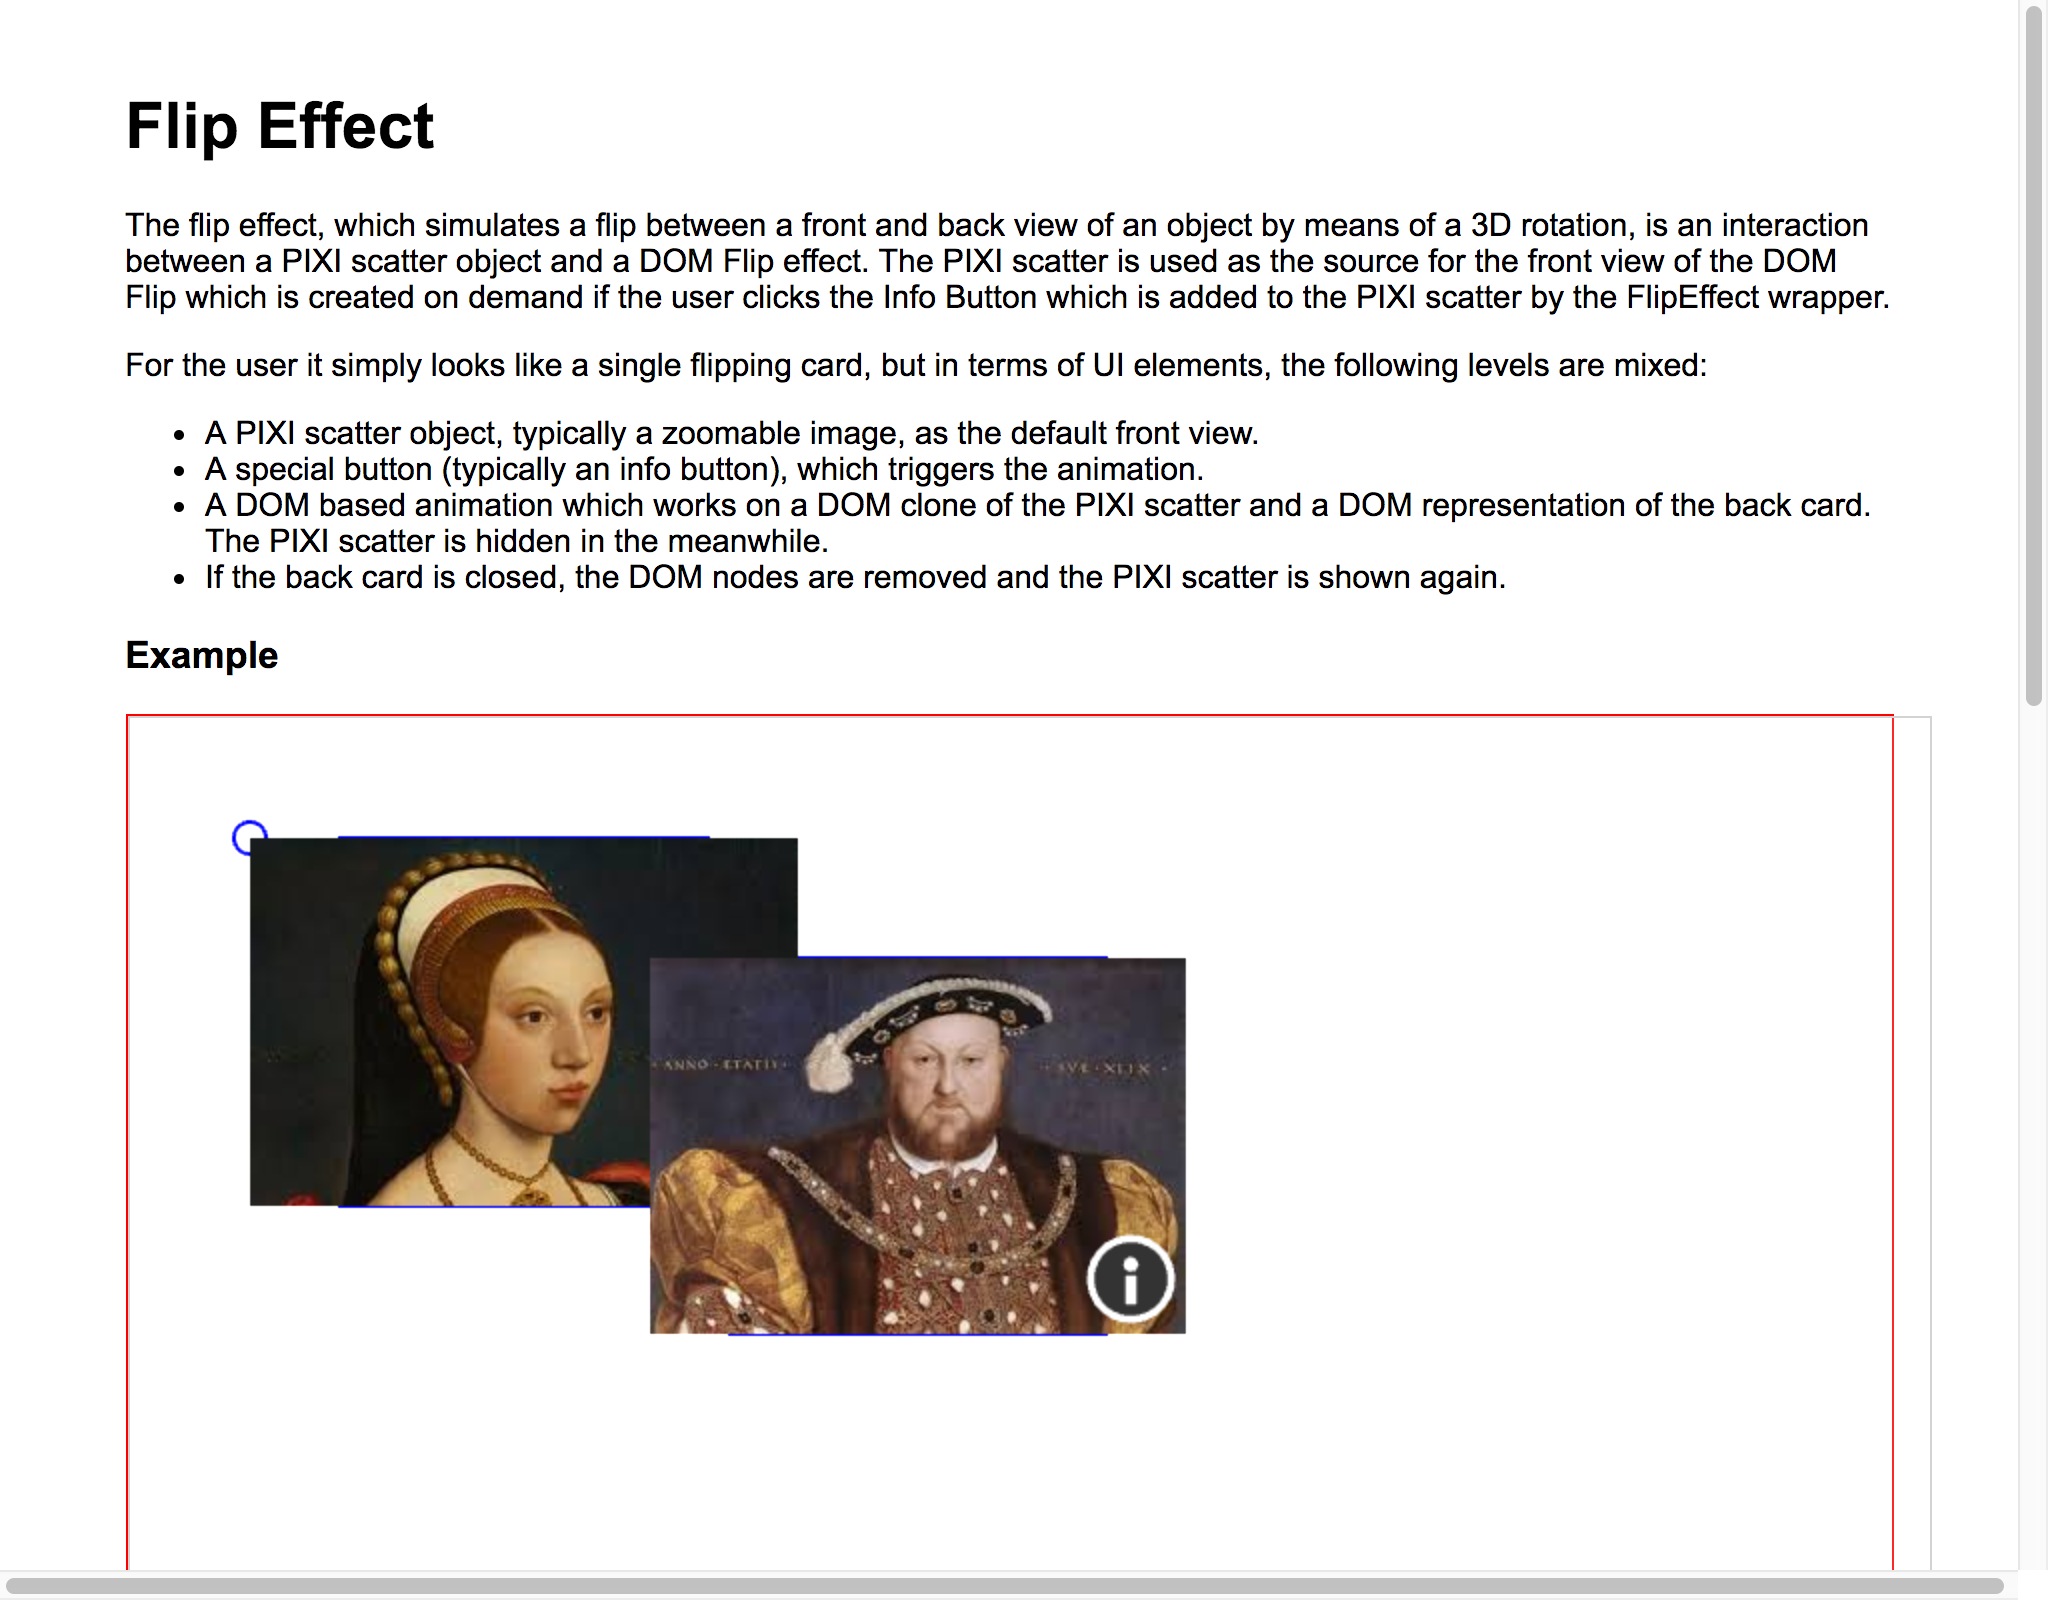 Flip Effect
The flip effect, which simulates a flip between a front and back view of an object by means of a 3D rotation, is an interaction
between a PIXI scatter object and a DOM Flip effect. The PIXI scatter is used as the source for the front view of the DOM
Flip which is created on demand if the user clicks the Info Button which is added to the PIXI scatter by the FlipEffect wrapper.
For the user it simply looks like a single flipping card, but in terms of UI elements, the following levels are mixed:
• A PIXI scatter object, typically a zoomable image, as the default front view.
• A special button (typically an info button), which triggers the animation.
• A DOM based animation which works on a DOM clone of the PIXI scatter and a DOM representation of the back card.
The PIXI scatter is hidden in the meanwhile.
• If the back card is closed, the DOM nodes are removed and the PIXI scatter is shown again.
Example
ANNO · ETATIS · SVÆ · XLIX ·
i